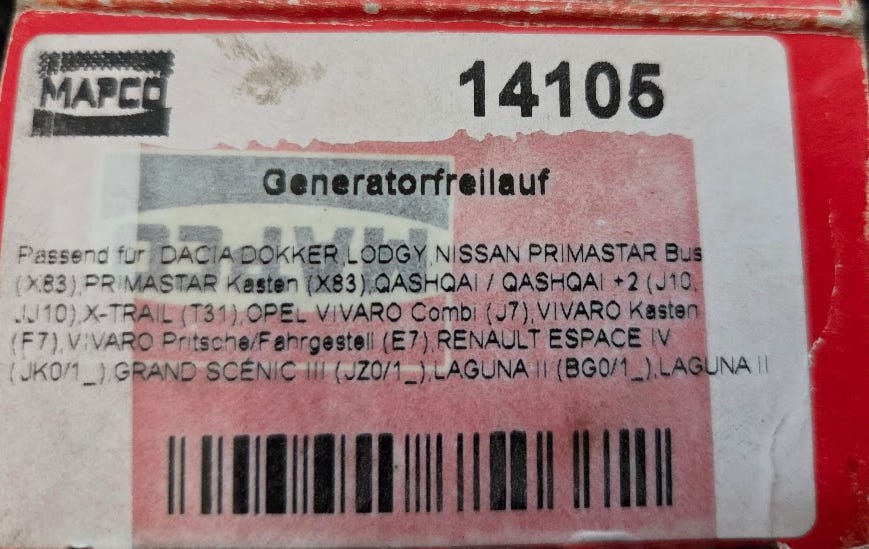 MAPCO
14105
Generatorfreilauf
Passend für: DACIA DOKKER,LODGY,NISSAN PRIMASTAR Bus
(X83),PRIMASTAR Kasten (X83),QASHQAI / QASHQAI +2 (J10,
JJ10),X-TRAIL (T31),OPEL VIVARO Combi (J7),VIVARO Kasten
(F7),VIVARO Pritsche/Fahrgestell (E7),RENAULT ESPACE IV
(JK0/1_),GRAND SCÉNIC III (JZ0/1_),LAGUNA II (BG0/1_),LAGUNA II